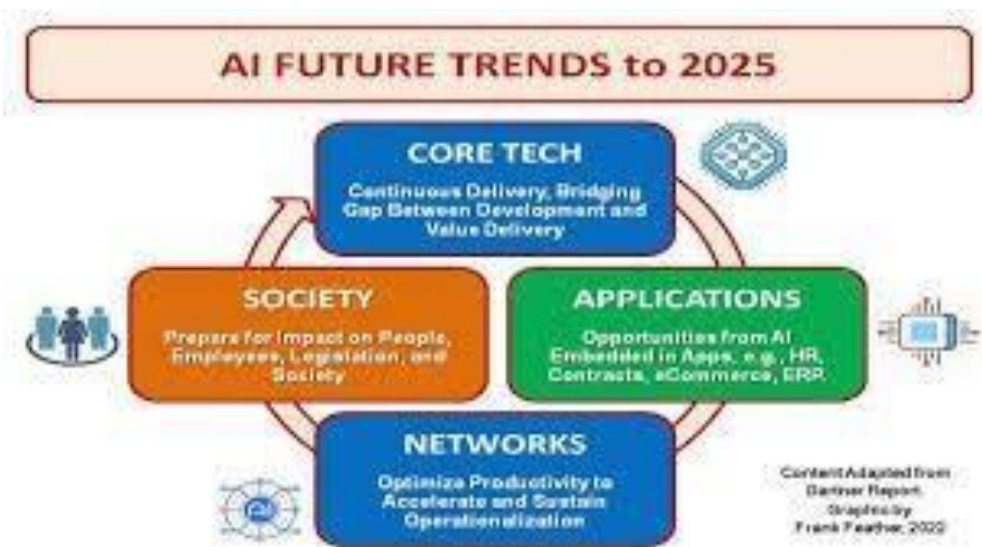 AI FUTURE TRENDS to 2025
CORE TECH
Continuous Delivery, Bridging
Gap Between Development and
Value Delivery
SOCIETY
Prepare for Impact on People,
Employees, Legislation, and
Society
APPLICATIONS
Opportunities from AI
Embedded in Apps, e.g., HR,
Contracts, eCommerce, ERP.
NETWORKS
Optimize Productivity to
Accelerate and Sustain
Operationalization
AI
Content Adapted from
Gartner Report.
Graphic by
Frank Feather, 2022